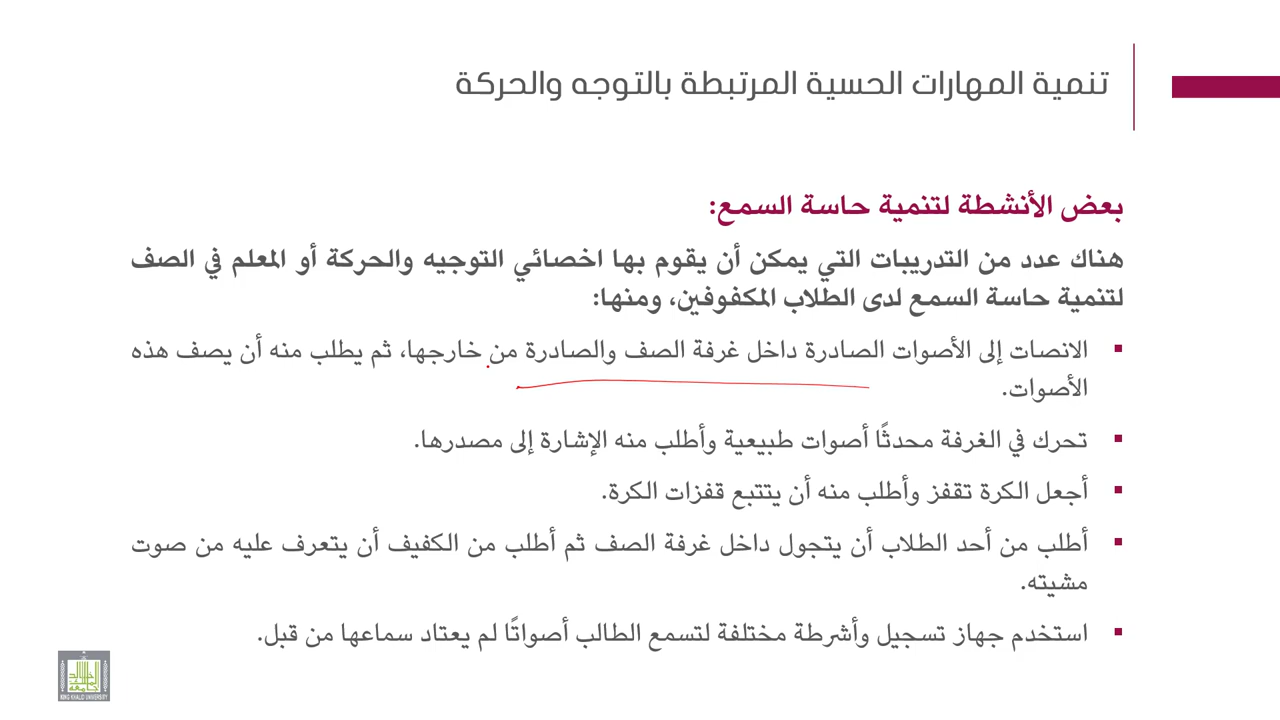 تنمية المهارات الحسية المرتبطة بالتوجه والحركة
بعض الأنشطة لتنمية حاسة السمع:
هناك عدد من التدريبات التي يمكن أن يقوم بها اخصائي التوجيه والحركة أو المعلم في الصف
لتنمية حاسة السمع لدى الطلاب المكفوفين، ومنها:
▪ الانصات إلى الأصوات الصادرة داخل غرفة الصف والصادرة من خارجها، ثم يطلب منه أن يصف هذه
الأصوات.
▪ تحرك في الغرفة محدثًا أصوات طبيعية وأطلب منه الإشارة إلى مصدرها.
▪ أجعل الكرة تقفز وأطلب منه أن يتتبع قفزات الكرة.
▪ أطلب من أحد الطلاب أن يتجول داخل غرفة الصف ثم أطلب من الكفيف أن يتعرف عليه من صوت
مشيته.
▪ استخدم جهاز تسجيل وأشرطة مختلفة لتسمع الطالب أصواتًا لم يعتاد سماعها من قبل.
KING KHALID UNIVERSITY